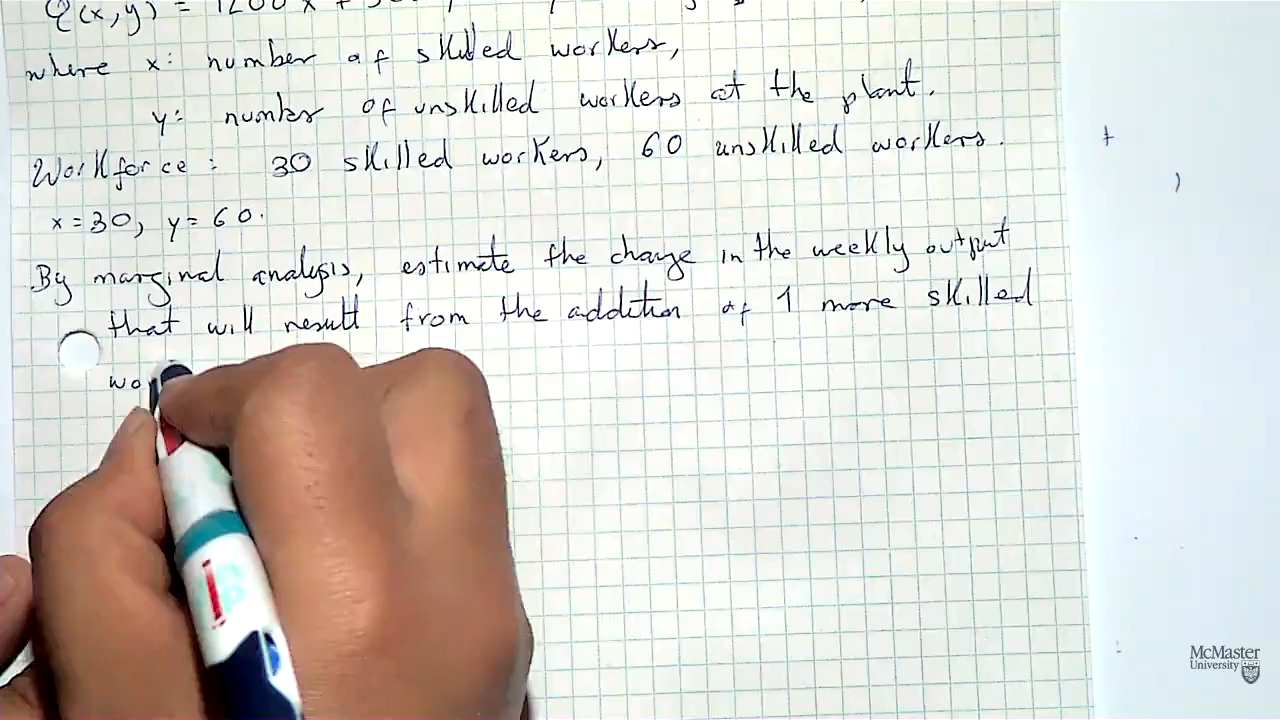 Q(x,y) = 1200x +
where x: number of skilled workers,
y: number of unskilled workers at the plant.
Workforce : 30 skilled workers, 60 unskilled workers.
x=30, y=60.
By marginal analysis, estimate the change in the weekly output
that will result from the addition of 1 more skilled
wo
McMaster
University